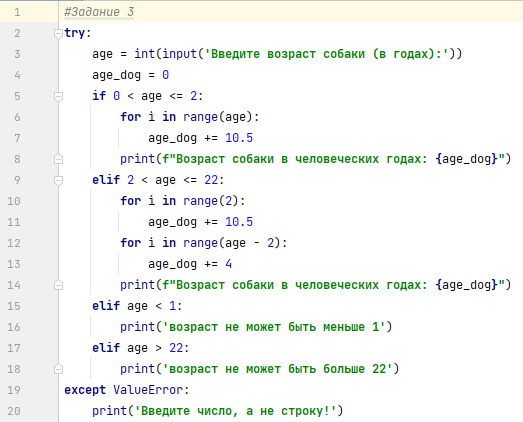 1 #Задание 3
2 try:
3     age = int(input('Введите возраст собаки (в годах):'))
4     age_dog = 0
5     if 0 < age <= 2:
6         for i in range(age):
7             age_dog += 10.5
8         print(f"Возраст собаки в человеческих годах: {age_dog}")
9     elif 2 < age <= 22:
10         for i in range(2):
11             age_dog += 10.5
12         for i in range(age - 2):
13             age_dog += 4
14         print(f"Возраст собаки в человеческих годах: {age_dog}")
15     elif age < 1:
16         print('возраст не может быть меньше 1')
17     elif age > 22:
18         print('возраст не может быть больше 22')
19 except ValueError:
20     print('Введите число, а не строку!')